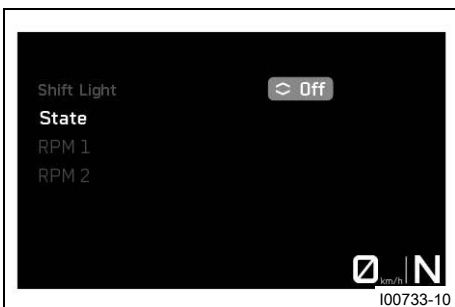 Shift Light Off
State
RPM 1
RPM 2
0 km/h N
I00733-10